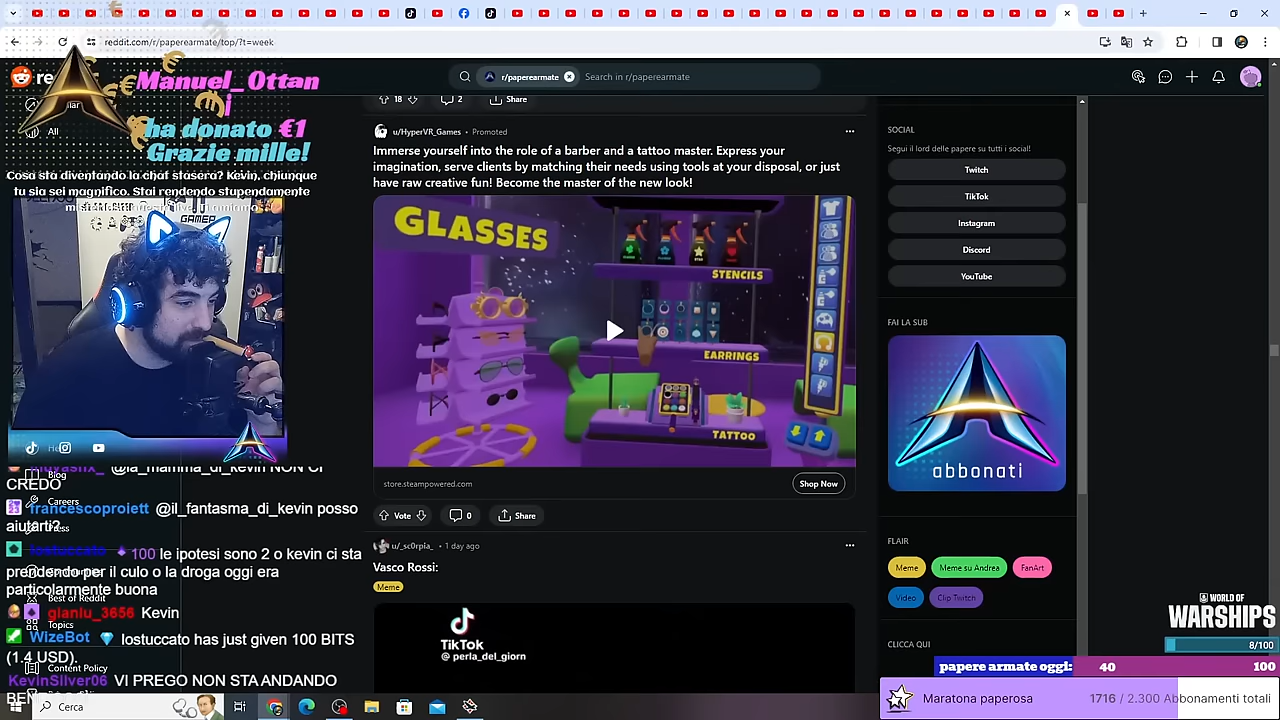 reddit.com/r/paperearmate/top/?t=week
re
r/paperearmate
Search in r/paperearmate
Manuel_Ottan
i
ha donato €1
Grazie mille!
Cosa sta diventando la chat stasera? Kevin, chiunque
tu sia sei magnifico. Stai rendendo stupendamente
All
GAMER
18
2
Share
u/HyperVR_Games • Promoted
Immerse yourself into the role of a barber and a tattoo master. Express your
imagination, serve clients by matching their needs using tools at your disposal, or just
have raw creative fun! Become the master of the new look!
GLASSES
STENCILS
EARRINGS
TATTOO
store.steampowered.com
Shop Now
Vote
0
Share
u/_sc0rpia_ • 1 day ago
Vasco Rossi:
Meme
TikTok
@ perla_del_giorn
SOCIAL
Segui il lord delle papere su tutti i social!
Twitch
TikTok
Instagram
Discord
YouTube
FAI LA SUB
abbonati
FLAIR
Meme
Meme su Andrea
FanArt
Video
Clip Twitch
CLICCA QUI
WORLD OF
WARSHIPS
8/100
papere armate oggi:
40
100
Maratona paperosa
1716 / 2.300 Abbonamenti totali
@la_mamma_di_kevin NON CI
CREDO
Blog
Careers
francescoproiett @il_fantasma_di_kevin posso
aiutarti?
lostuccato 100 le ipotesi sono 2 o kevin ci sta
prendendo per il culo o la droga oggi era
particolarmente buona
Best of Reddit
gianlu_3656 Kevin
Topics
WizeBot lostuccato has just given 100 BITS
(1.4 USD).
Content Policy
KevinSilver06 VI PREGO NON STA ANDANDO
Cerca